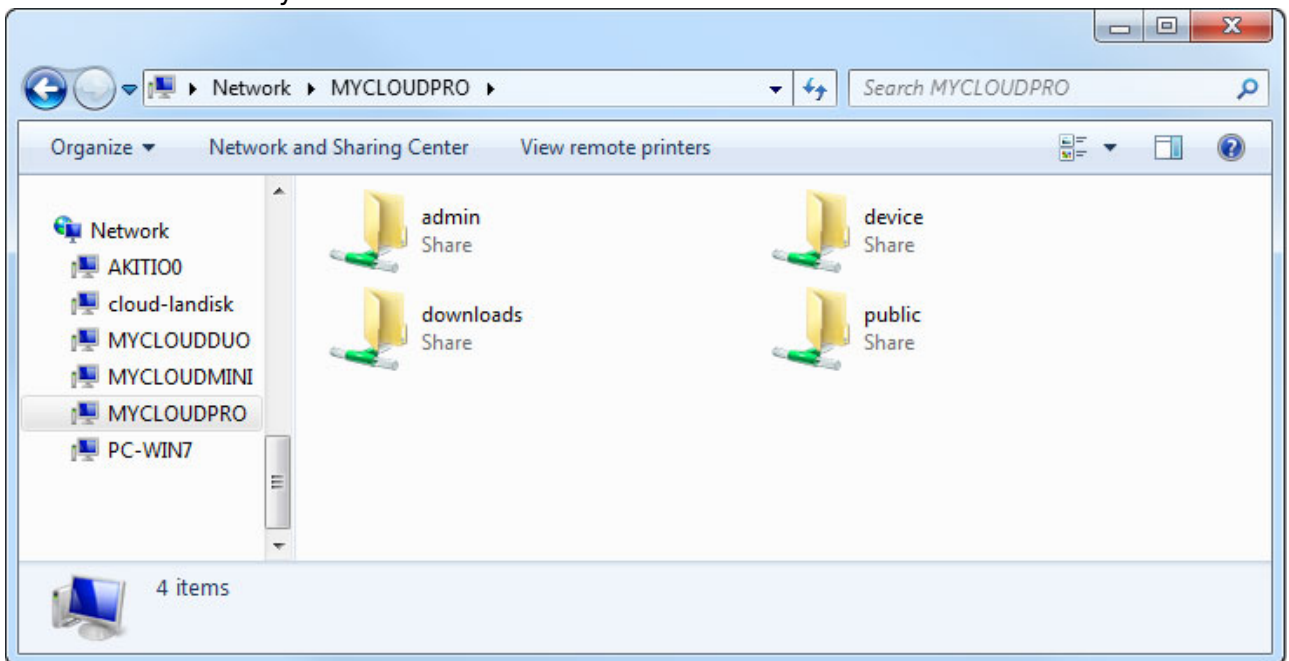 Network ▸ MYCLOUDPRO ▸
Search MYCLOUDPRO
Organize Network and Sharing Center View remote printers
Network
AKITIO0
cloud-landisk
MYCLOUDDUO
MYCLOUDMINI
MYCLOUDPRO
PC-WIN7
admin
Share
device
Share
downloads
Share
public
Share
4 items